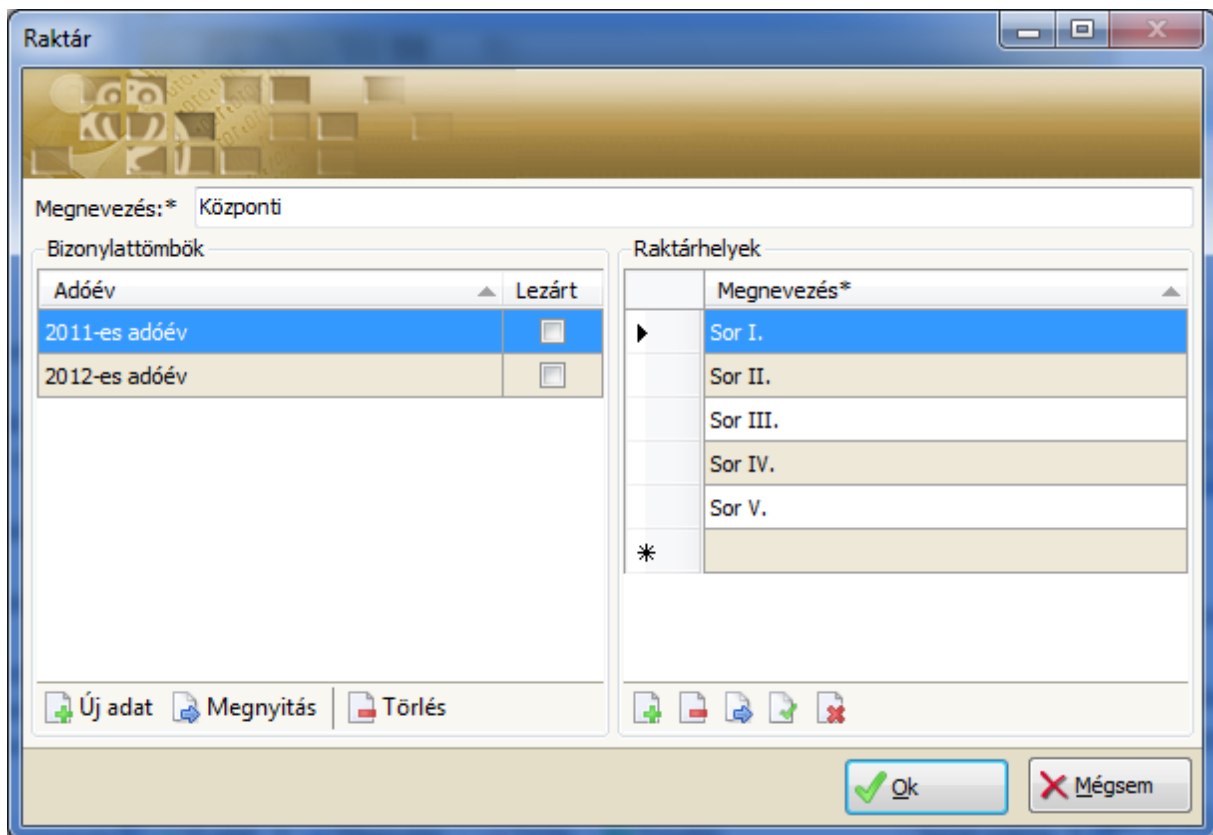 Raktár
Megnevezés:* Központi
Bizonylattömbök
Adóév Lezárt
2011-es adóév
2012-es adóév
Új adat Megnyitás Törlés
Raktárhelyek
Megnevezés*
Sor I.
Sor II.
Sor III.
Sor IV.
Sor V.
Ok Mégsem